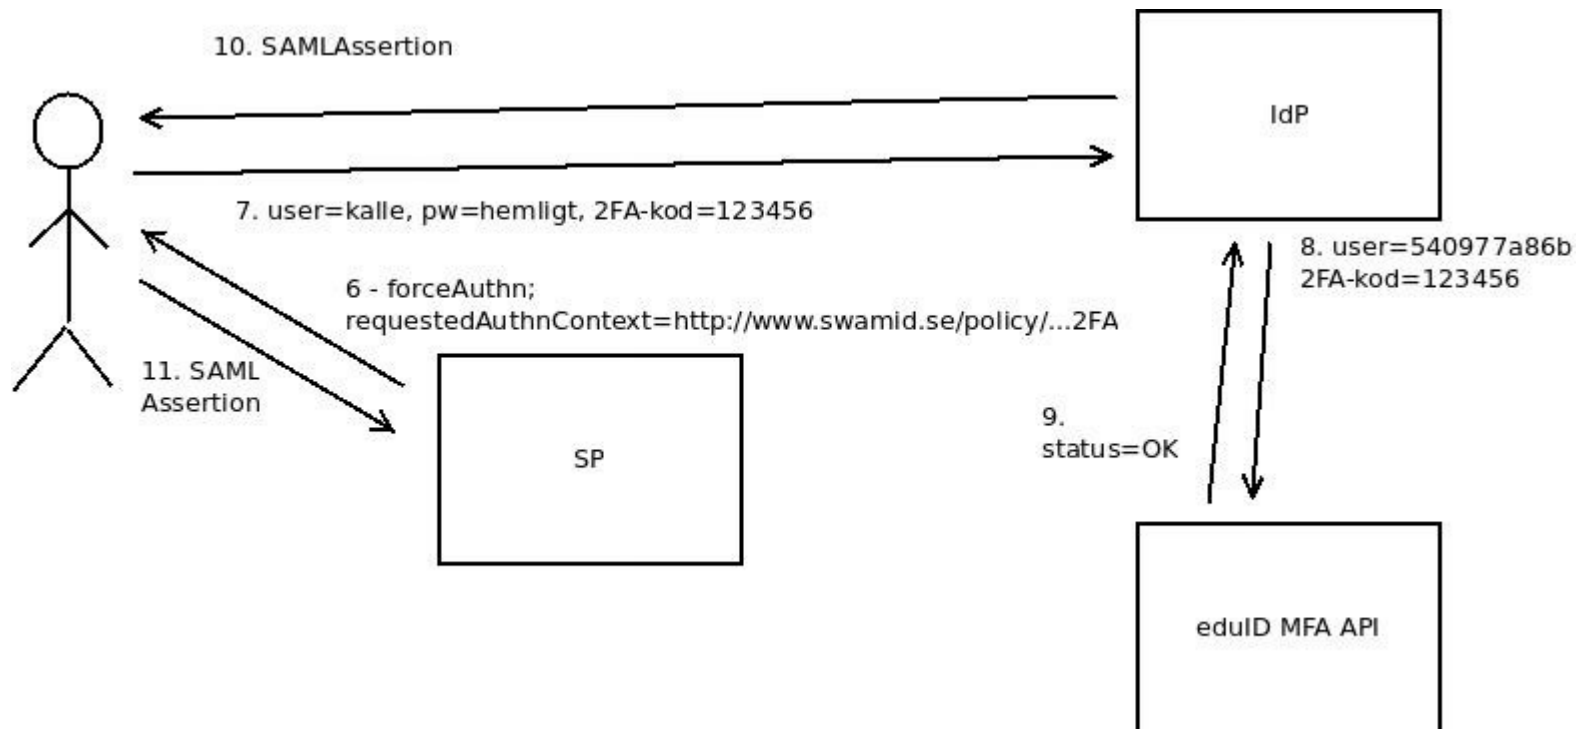 10. SAMLAssertion
IdP
7. user=kalle, pw=hemligt, 2FA-kod=123456
8. user=540977a86b
2FA-kod=123456
6 - forceAuthn;
requestedAuthnContext=http://www.swamid.se/policy/...2FA
11. SAML
Assertion
SP
9.
status=OK
eduID MFA API